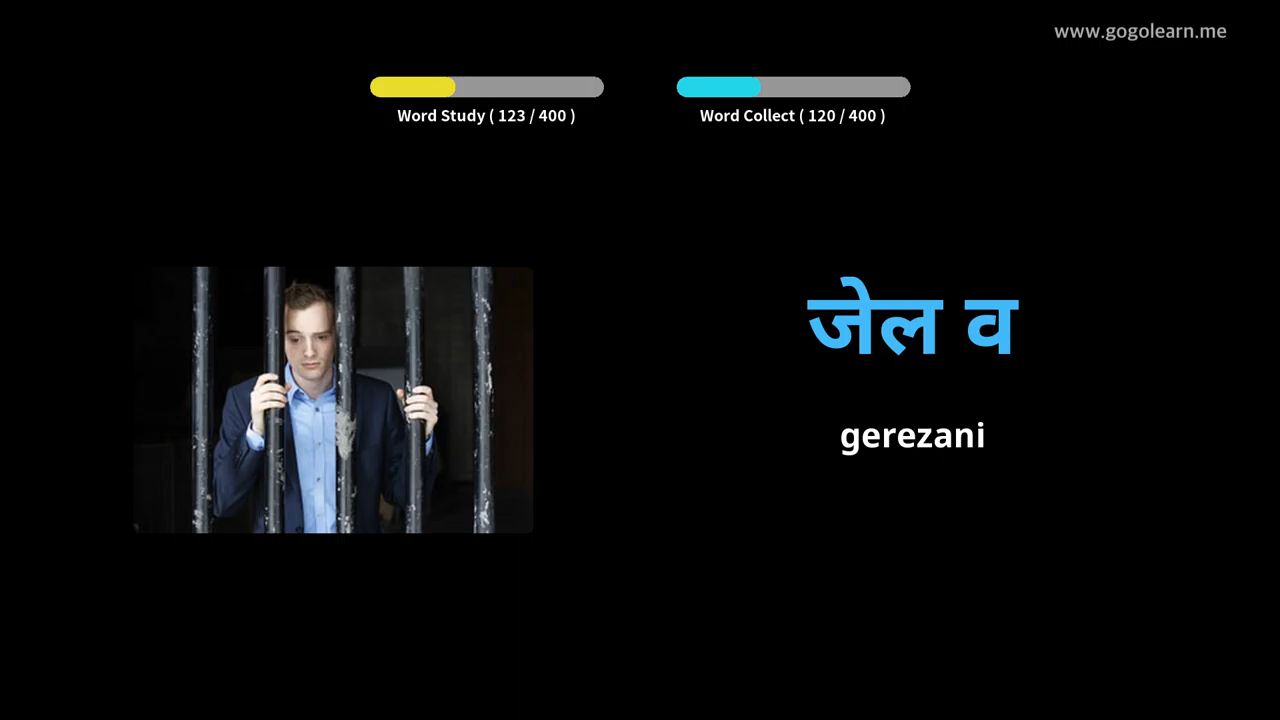 www.gogolearn.me
Word Study ( 123 / 400 )
Word Collect ( 120 / 400 )
जेल व
gerezani